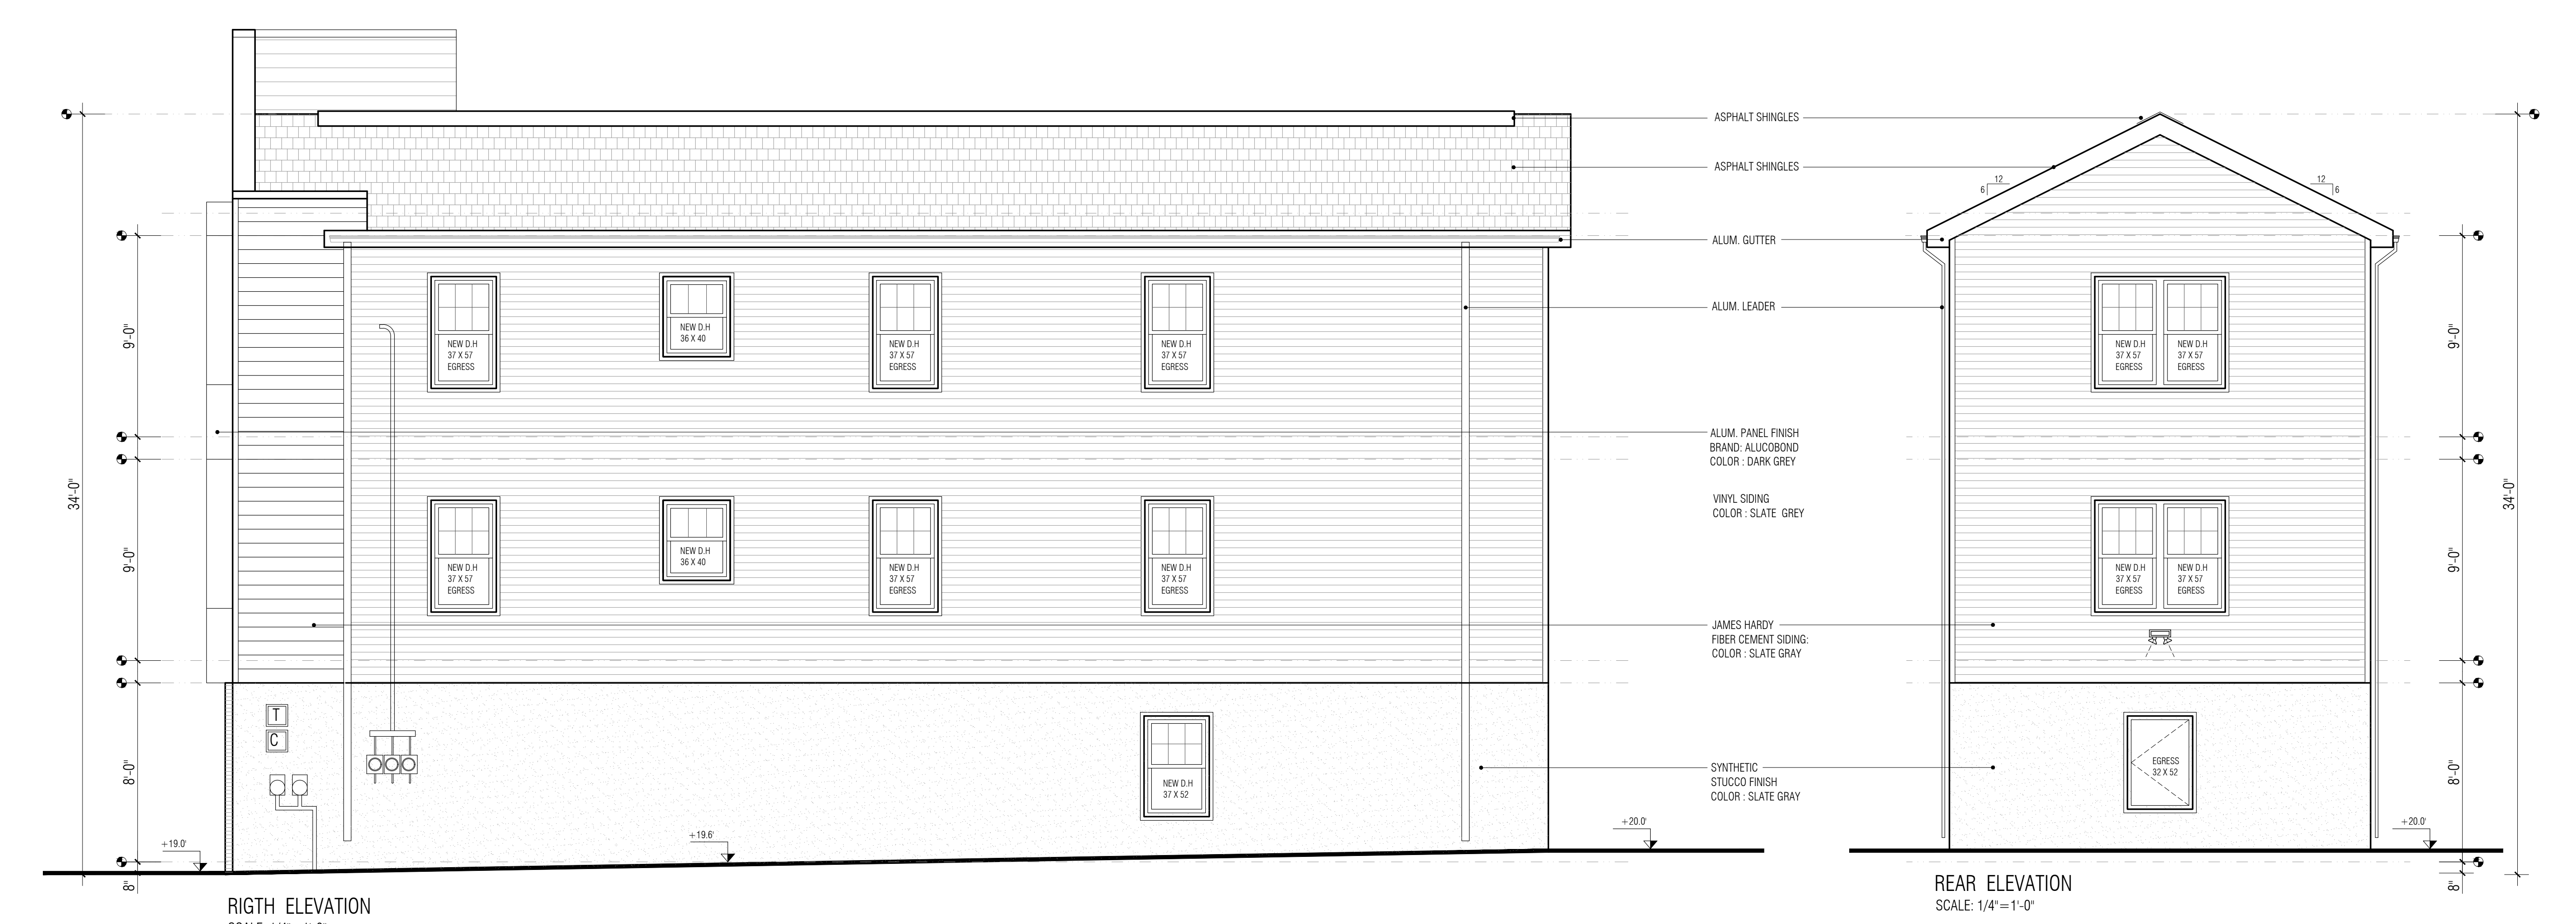 ASPHALT SHINGLES
ASPHALT SHINGLES
12
6
12
6
ALUM. GUTTER
ALUM. LEADER
NEW D.H
37 X 57
EGRESS
NEW D.H
36 X 40
NEW D.H
37 X 57
EGRESS
NEW D.H
37 X 57
EGRESS
NEW D.H
37 X 57
EGRESS
NEW D.H
37 X 57
EGRESS
9'-0"
9'-0"
ALUM. PANEL FINISH
BRAND: ALUCOBOND
COLOR : DARK GREY
34'-0"
34'-0"
VINYL SIDING
COLOR : SLATE GREY
NEW D.H
37 X 57
EGRESS
NEW D.H
36 X 40
NEW D.H
37 X 57
EGRESS
NEW D.H
37 X 57
EGRESS
NEW D.H
37 X 57
EGRESS
NEW D.H
37 X 57
EGRESS
9'-0"
9'-0"
JAMES HARDY
FIBER CEMENT SIDING:
COLOR : SLATE GRAY
T
C
8'-0"
8'-0"
NEW D.H
37 X 52
SYNTHETIC
STUCCO FINISH
COLOR : SLATE GRAY
EGRESS
32 X 52
+19.0'
+19.6'
+20.0'
+20.0'
8"
8"
RIGTH ELEVATION
REAR ELEVATION
SCALE: 1/4"=1'-0"